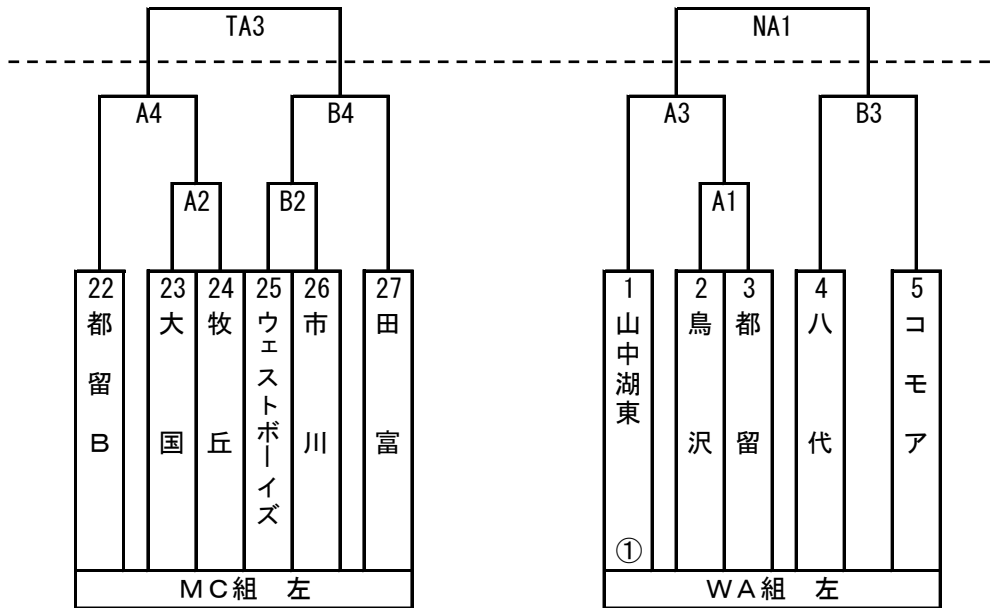 TA3
NA1
A4
B4
A3
B3
A2
B2
A1
22
23
24
25
26
27
1
2
3
4
5
都留B
大国
牧丘
ウェストボーイズ
市川
田富
山中湖東
①
鳥沢
都留
八代
コモア
MC組 左
WA組 左